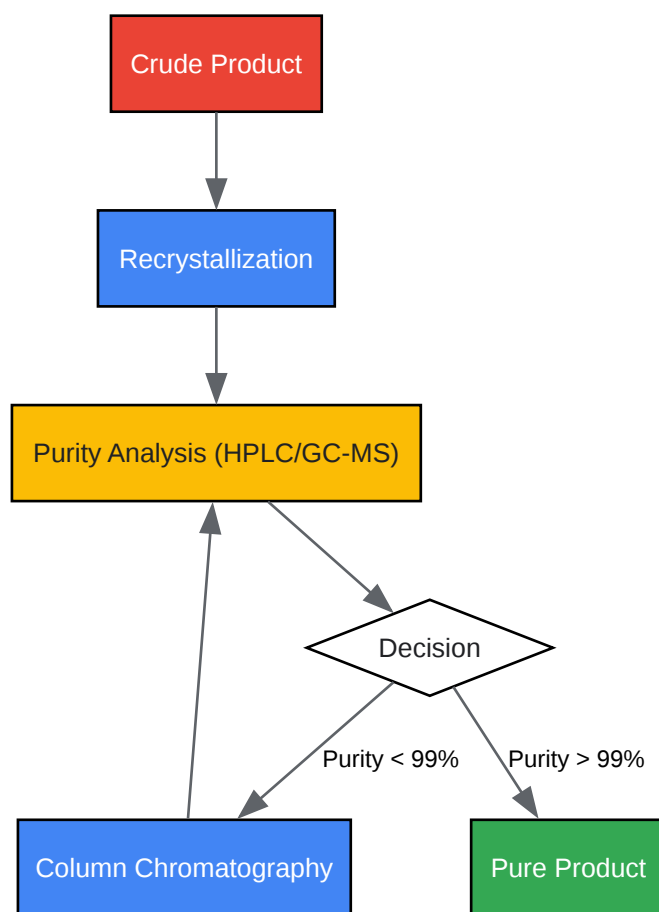 Crude Product
Recrystallization
Purity Analysis (HPLC/GC-MS)
Decision
Purity < 99%
Purity > 99%
Column Chromatography
Pure Product